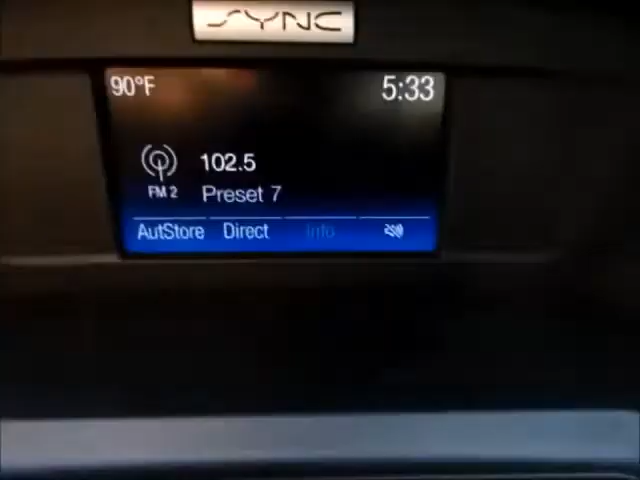 SYNC
90°F 5:33
102.5
FM 2 Preset 7
AutStore Direct Info